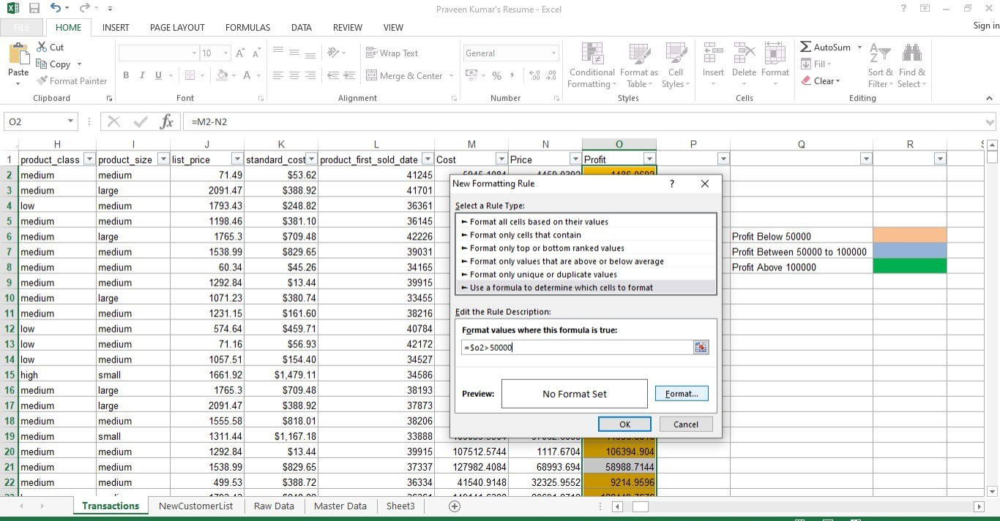 Praveen Kumar's Resume - Excel
FILE HOME INSERT PAGE LAYOUT FORMULAS DATA REVIEW VIEW Sign in
Paste Cut Copy Format Painter Clipboard
10 A A B I U A Font
Wrap Text Merge & Center Alignment
General % , Number
Conditional Formatting Format as Table Cell Styles Styles
Insert Delete Format Cells
AutoSum Fill Clear Sort & Filter Find & Select Editing
O2 fx =M2-N2
H I J K L M N O P Q R
1 product_class product_size list_price standard_cost product_first_sold_date Cost Price Profit
2 medium medium 71.49 $53.62 41245
3 medium large 2091.47 $388.92 41701
4 low medium 1793.43 $248.82 36361
5 medium medium 1198.46 $381.10 36145
6 medium large 1765.3 $709.48 42226 Profit Below 50000
7 medium medium 1538.99 $829.65 39031 Profit Between 50000 to 100000
8 medium medium 60.34 $45.26 34165 Profit Above 100000
9 medium medium 1292.84 $13.44 39915
10 medium large 1071.23 $380.74 33455
11 medium medium 1231.15 $161.60 38216
12 low medium 574.64 $459.71 40784
13 low medium 71.16 $56.93 42172
14 low medium 1057.51 $154.40 34527
15 high small 1661.92 $1,479.11 34586
16 medium large 1765.3 $709.48 38193
17 medium large 2091.47 $388.92 37873
18 medium medium 1555.58 $818.01 38206
19 medium small 1311.44 $1,167.18 33888
20 medium medium 1292.84 $13.44 39915 107512.5744 1117.6704 106394.904
21 medium medium 1538.99 $829.65 37337 127982.4084 68993.694 58988.7144
22 medium medium 499.53 $388.72 36334 41540.9148 32325.9552 9214.9596
New Formatting Rule ?
Select a Rule Type:
► Format all cells based on their values
► Format only cells that contain
► Format only top or bottom ranked values
► Format only values that are above or below average
► Format only unique or duplicate values
► Use a formula to determine which cells to format
Edit the Rule Description:
Format values where this formula is true:
=$o2>50000
Preview: No Format Set Format...
OK Cancel
Transactions NewCustomerList Raw Data Master Data Sheet3